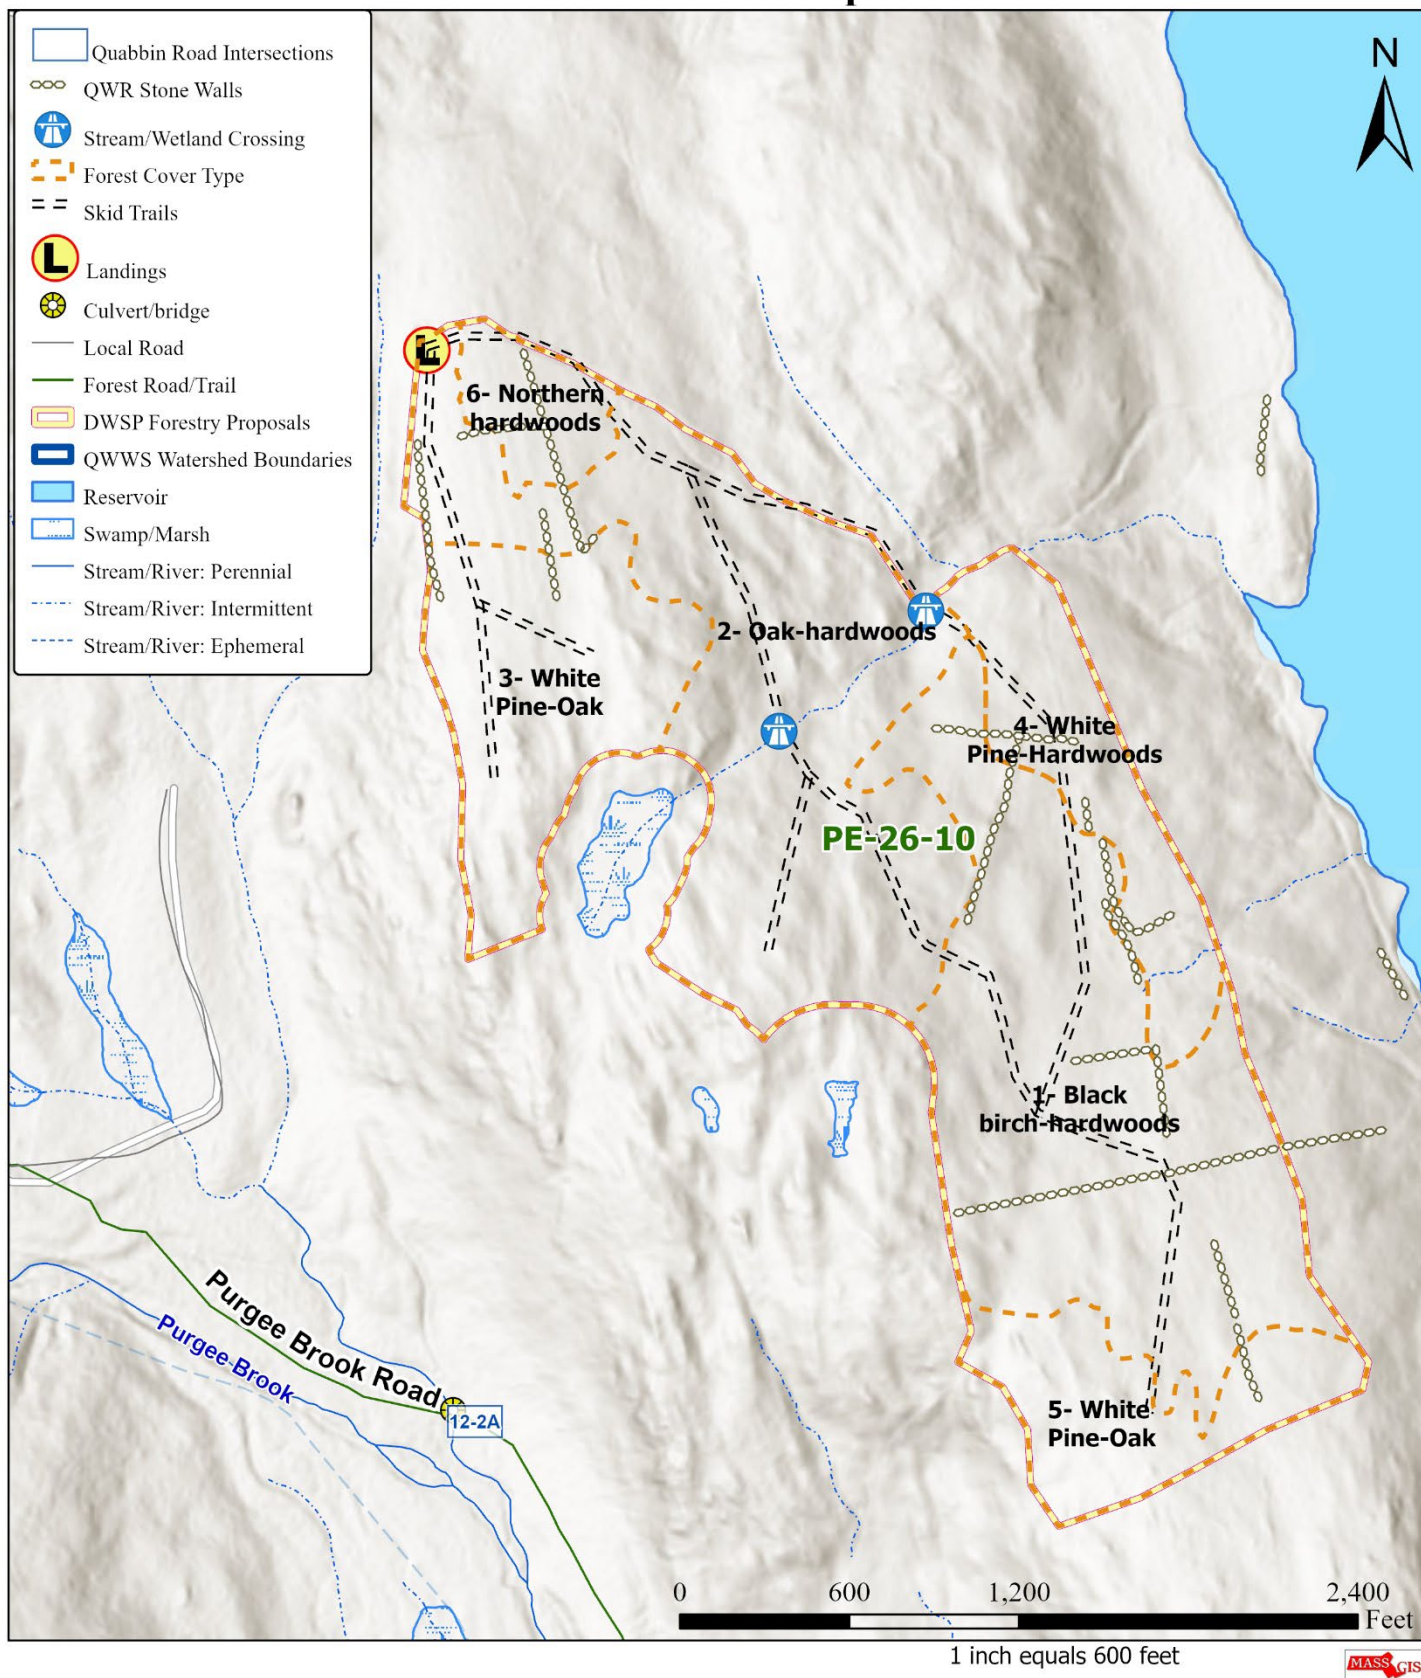 Quabbin Road Intersections
QWR Stone Walls
Stream/Wetland Crossing
Forest Cover Type
Skid Trails
L
Landings
Culvert/bridge
Local Road
Forest Road/Trail
DWSP Forestry Proposals
QWWS Watershed Boundaries
Reservoir
Swamp/Marsh
Stream/River: Perennial
Stream/River: Intermittent
Stream/River: Ephemeral
N
L
6- Northern
hardwoods
2- Oak-hardwoods
3- White
Pine-Oak
4- White
Pine-Hardwoods
PE-26-10
1- Black
birch-hardwoods
5- White
Pine-Oak
Purgee Brook Road
Purgee Brook
12-2A
0 600 1,200 2,400
Feet
1 inch equals 600 feet
MASS GIS